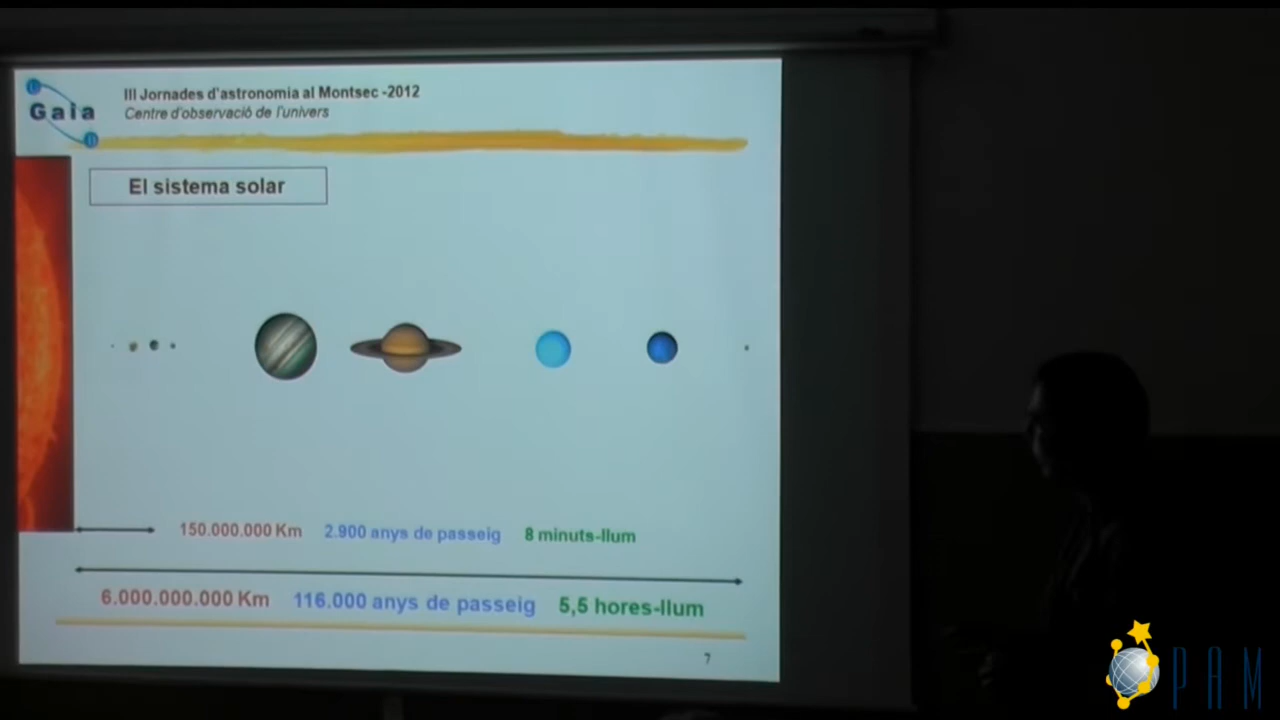 Gaia
III Jornades d'astronomia al Montsec -2012
Centre d'observació de l'univers
El sistema solar
150.000.000 Km 2.900 anys de passeig 8 minuts-llum
6.000.000.000 Km 116.000 anys de passeig 5,5 hores-llum
7
PAM